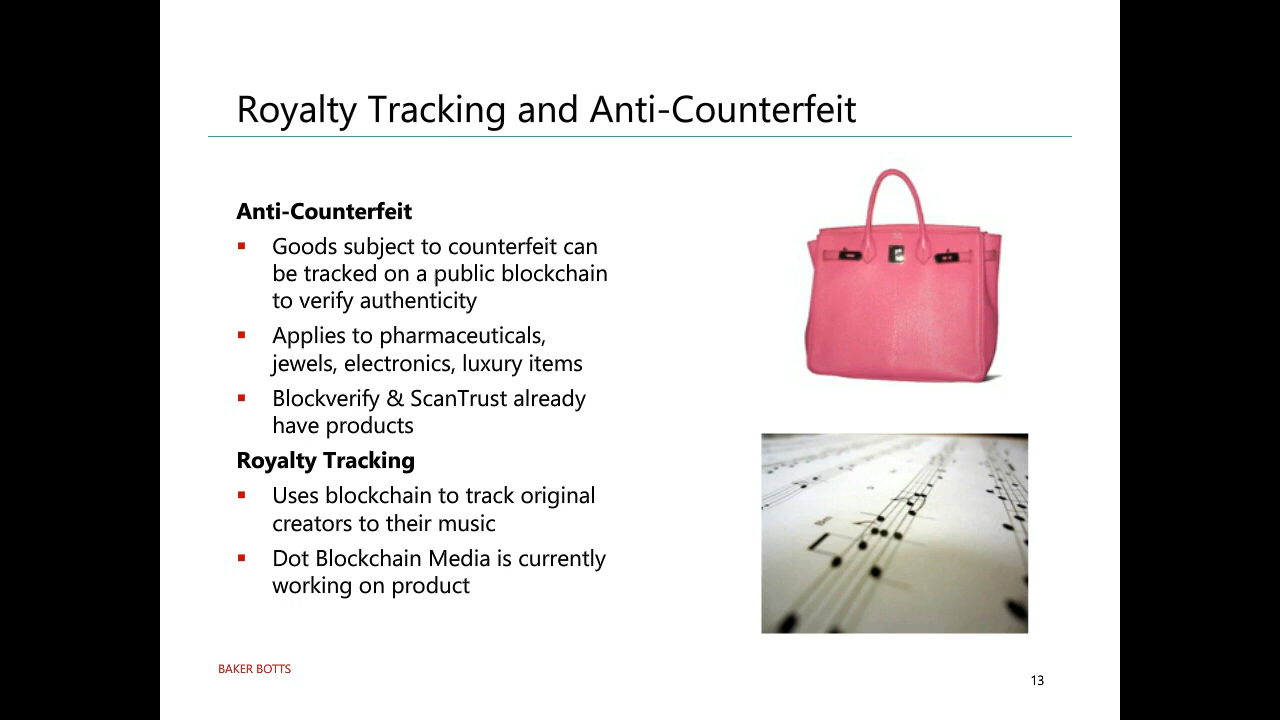 Royalty Tracking and Anti-Counterfeit
Anti-Counterfeit
▪ Goods subject to counterfeit can
be tracked on a public blockchain
to verify authenticity
▪ Applies to pharmaceuticals,
jewels, electronics, luxury items
▪ Blockverify & ScanTrust already
have products
Royalty Tracking
▪ Uses blockchain to track original
creators to their music
▪ Dot Blockchain Media is currently
working on product
BAKER BOTTS
13